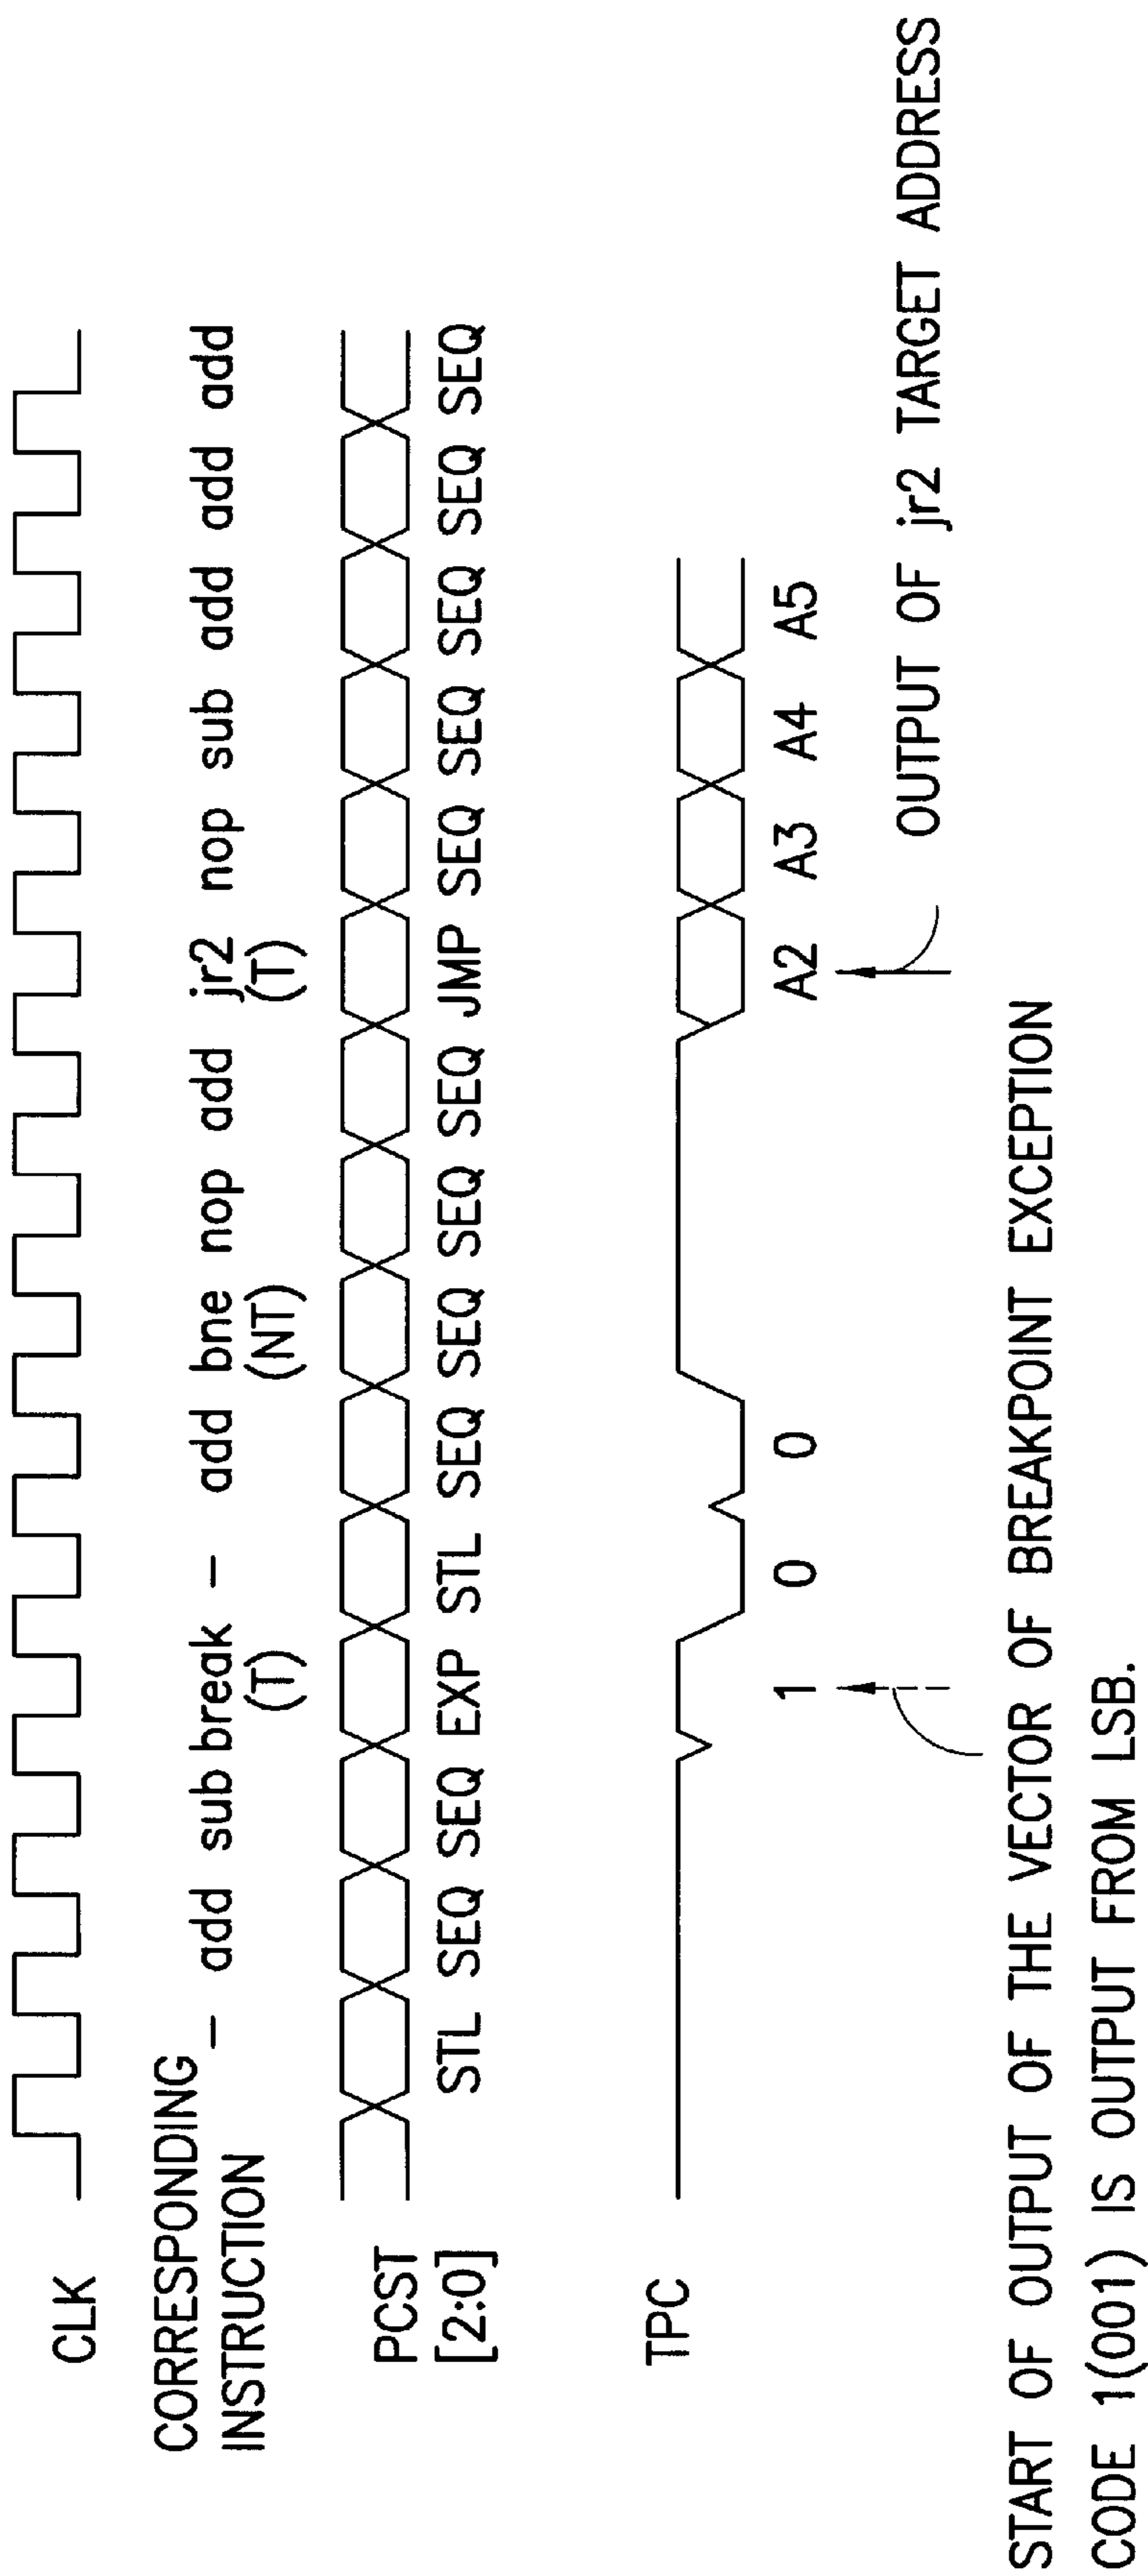 CLK
CORRESPONDING
INSTRUCTION
— add sub break — add bne nop add jr2 nop sub add add add
(T) (NT) (T)
PCST
[2:0]
STL SEQ SEQ EXP STL SEQ SEQ SEQ SEQ JMP SEQ SEQ SEQ SEQ SEQ
TPC
1 0 0 A2 A3 A4 A5
OUTPUT OF jr2 TARGET ADDRESS
START OF OUTPUT OF THE VECTOR OF BREAKPOINT EXCEPTION
CODE 1(001) IS OUTPUT FROM LSB.